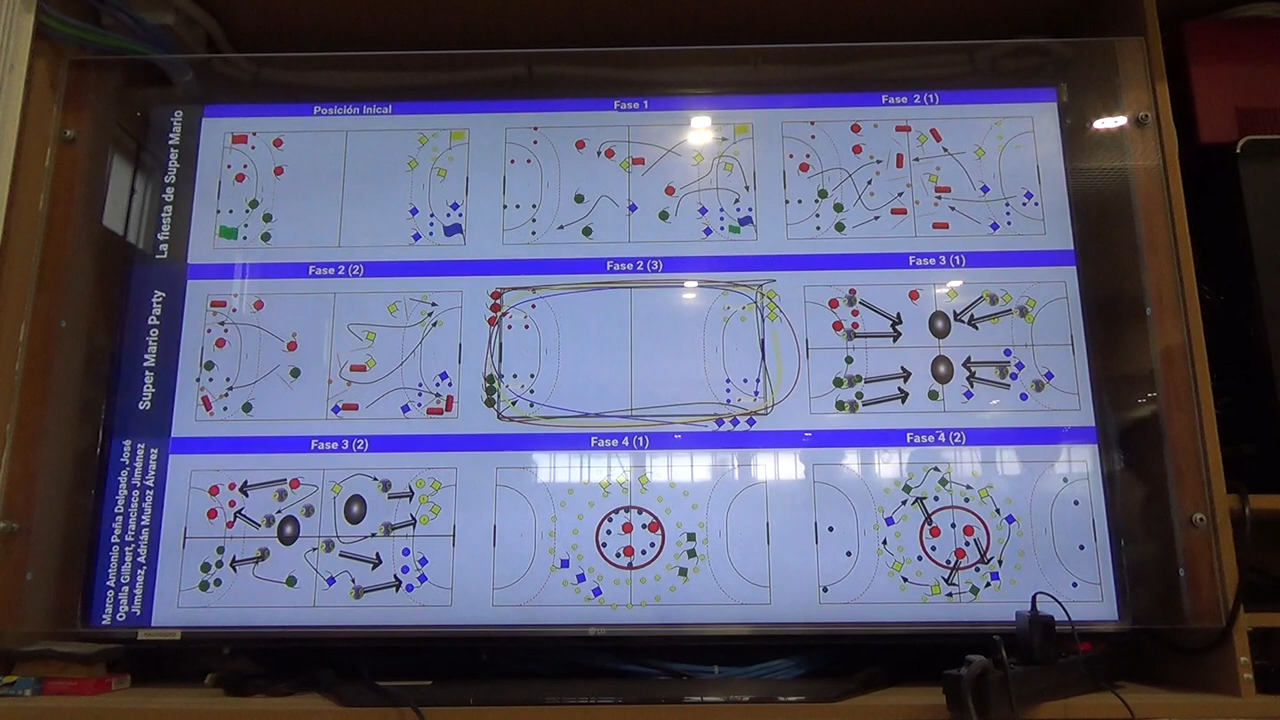 La fiesta de Super Mario
Super Mario Party
Marco Antonio Peña Delgado, José
Ogalla Gilbert, Francisco Jiménez
Jiménez, Adrián Muñoz Álvarez
Posición Inical
Fase 1
Fase 2 (1)
Fase 2 (2)
Fase 2 (3)
Fase 3 (1)
Fase 3 (2)
Fase 4 (1)
Fase 4 (2)
LG